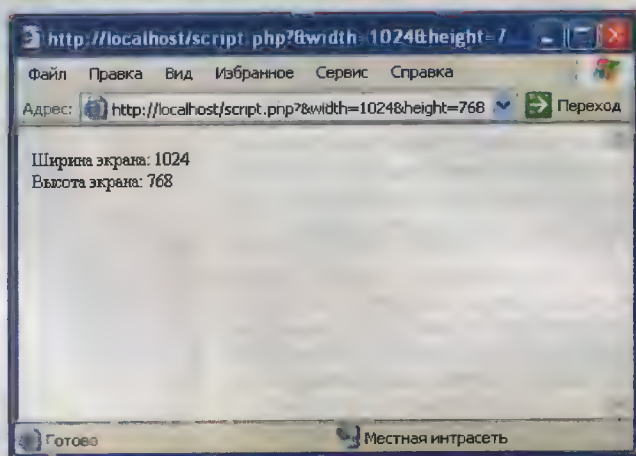 http://localhost/script.php?&width=1024&height=7
Файл Правка Вид Избранное Сервис Справка
Адрес: http://localhost/script.php?&width=1024&height=768 Переход
Ширина экрана: 1024
Высота экрана: 768
Готово
Местная интрасеть